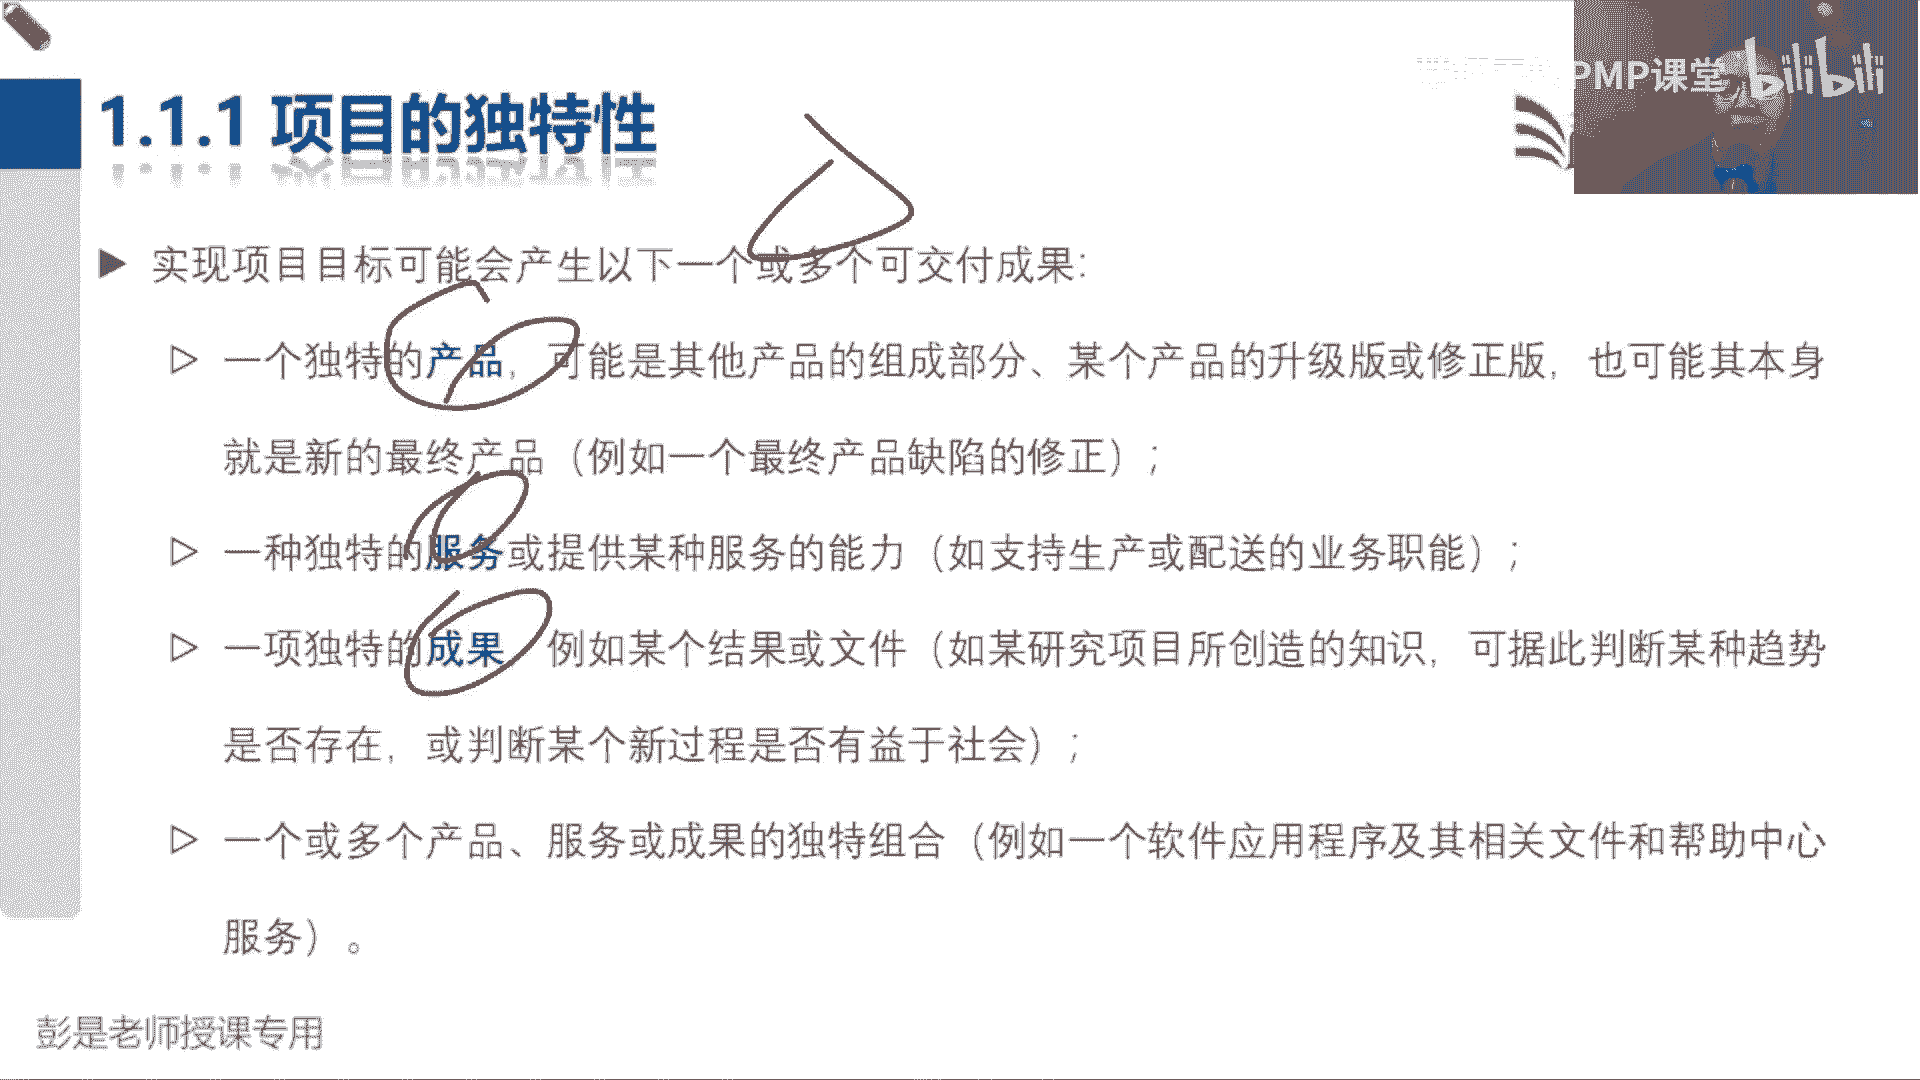 PMP课堂 bilibili
1.1.1 项目的独特性
实现项目目标可能会产生以下一个或多个可交付成果：
一个独特的产品，可能是其他产品的组成部分、某个产品的升级版或修正版，也可能其本身
就是新的最终产品（例如一个最终产品缺陷的修正）；
一种独特的服务或提供某种服务的能力（如支持生产或配送的业务职能）；
一项独特的成果，例如某个结果或文件（如某研究项目所创造的知识，可据此判断某种趋势
是否存在，或判断某个新过程是否有益于社会）；
一个或多个产品、服务或成果的独特组合（例如一个软件应用程序及其相关文件和帮助中心
服务）。
彭是老师授课专用